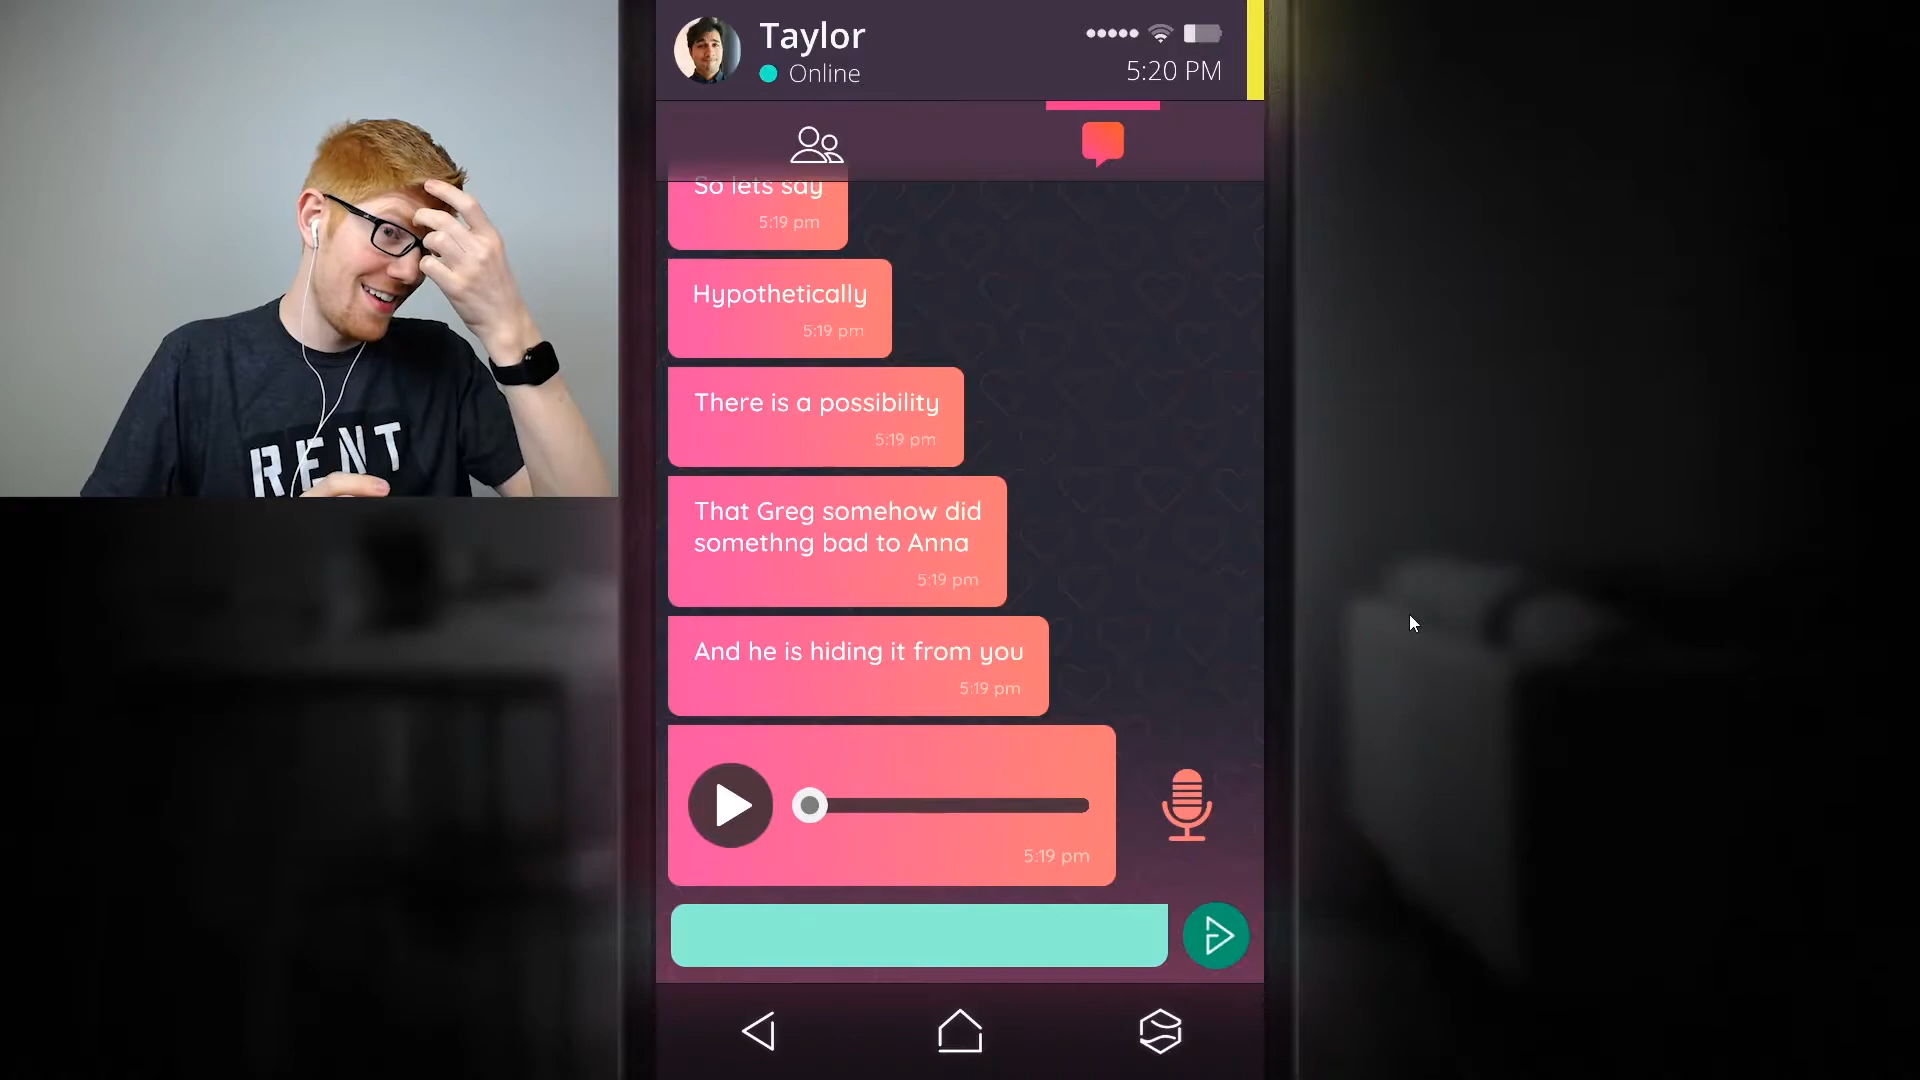 Taylor
Online
5:20 PM
So lets say
5:19 pm
Hypothetically
5:19 pm
There is a possibility
5:19 pm
That Greg somehow did
somethng bad to Anna
5:19 pm
And he is hiding it from you
5:19 pm
5:19 pm
RENT